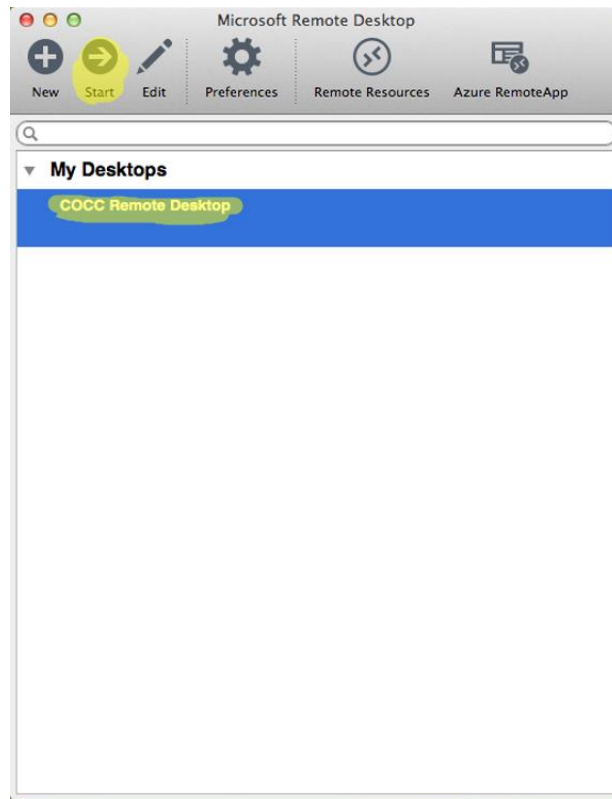 Microsoft Remote Desktop
New Start Edit Preferences Remote Resources Azure RemoteApp
My Desktops
COCC Remote Desktop